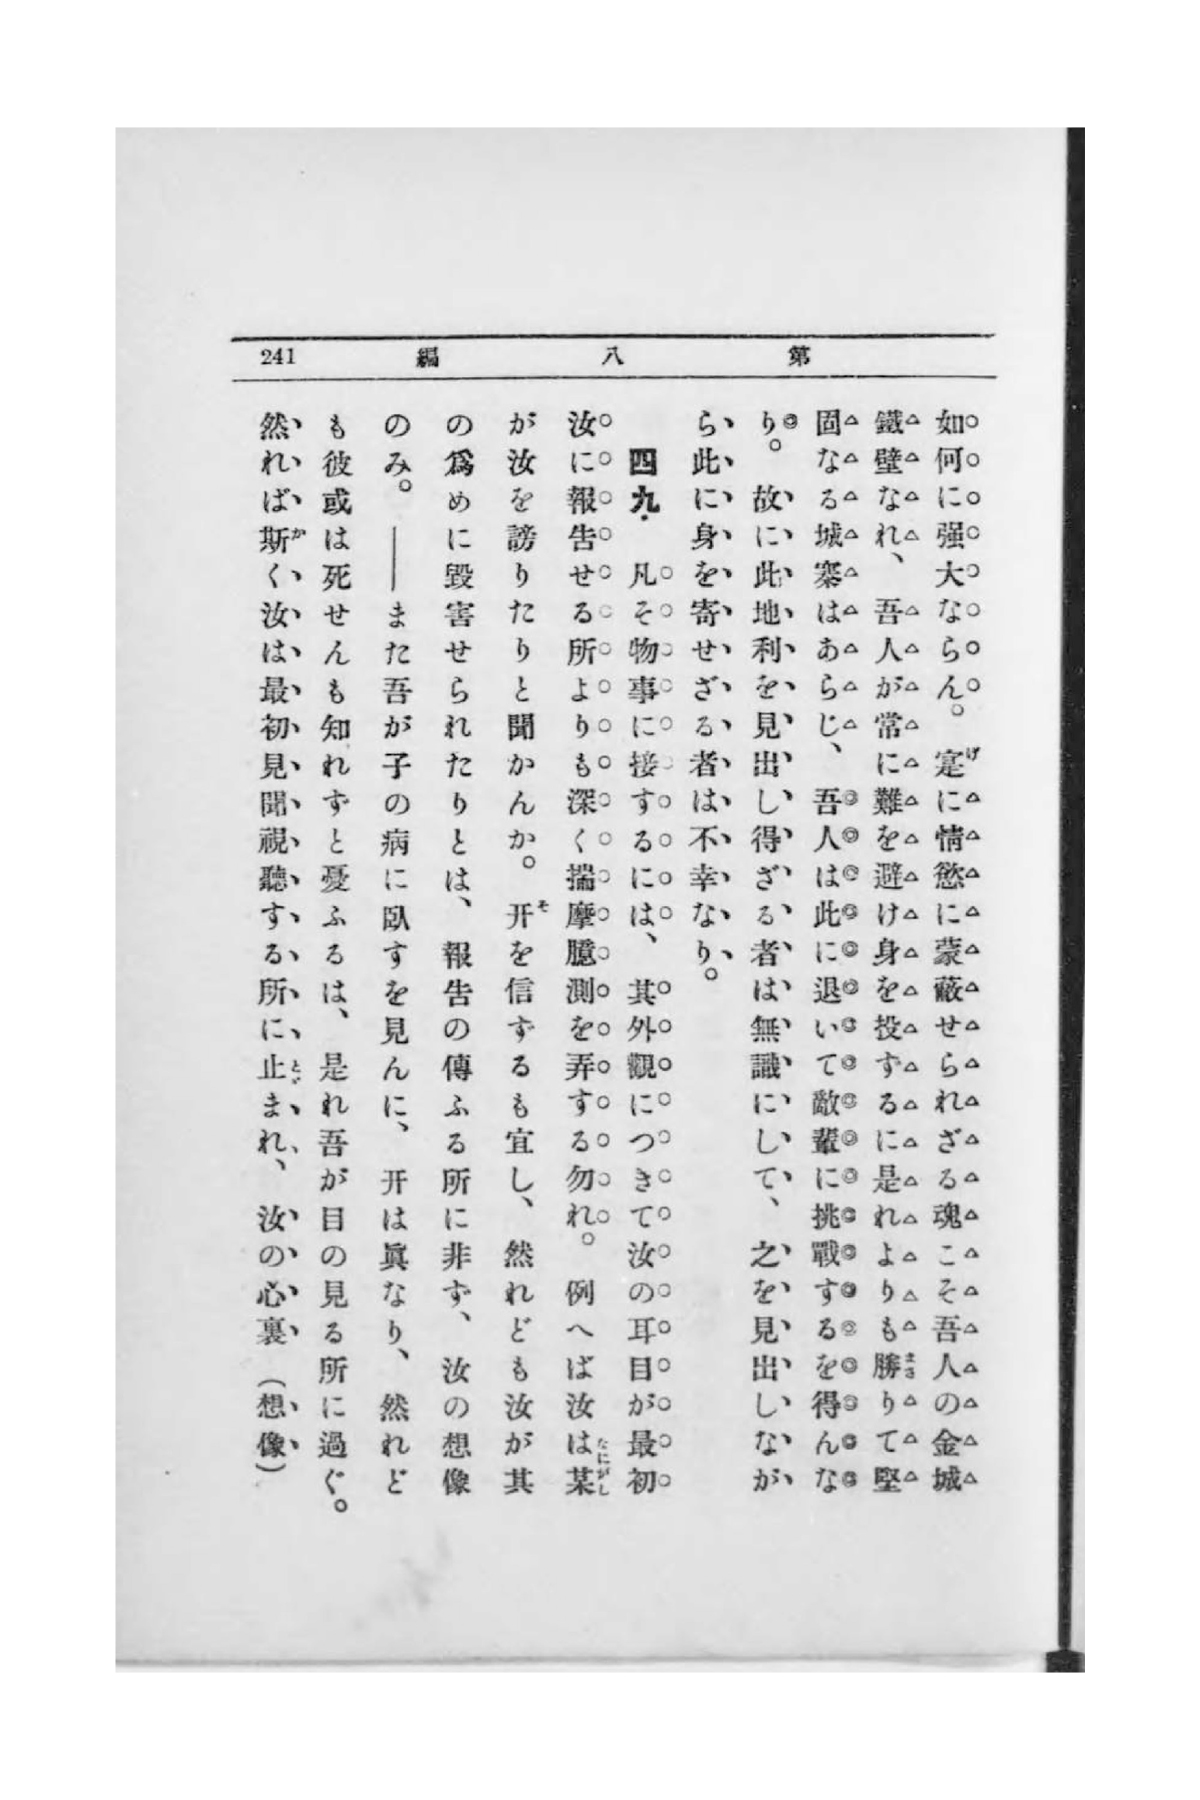 第八編
241
如何に强大ならん。寔に情慾に蒙蔽せられざる魂こそ吾人の金城
鐵壁なれ、吾人が常に難を避け身を投ずるに是れよりも勝りて堅
固なる城寨はあらじ、吾人は此に退いて敵輩に挑戰するを得んな
り。故に此地利を見出し得ざる者は無識にして、之を見出しなが
ら此に身を寄せざる者は不幸なり。
四九. 凡そ物事に接するには、其外觀につきて汝の耳目が最初
汝に報告せる所よりも深く揣摩臆測を弄する勿れ。例へば汝は某
が汝を謗りたりと聞かんか。开を信ずるも宜し、然れども汝が其
の爲めに毀害せられたりとは、報告の傳ふる所に非ず、汝の想像
のみ。――また吾が子の病に臥すを見んに、开は眞なり、然れど
も彼或は死せんも知れずと憂ふるは、是れ吾が目の見る所に過ぐ。
然れば斯く汝は最初見聞視聽する所に止まれ、汝の心裏(想像)